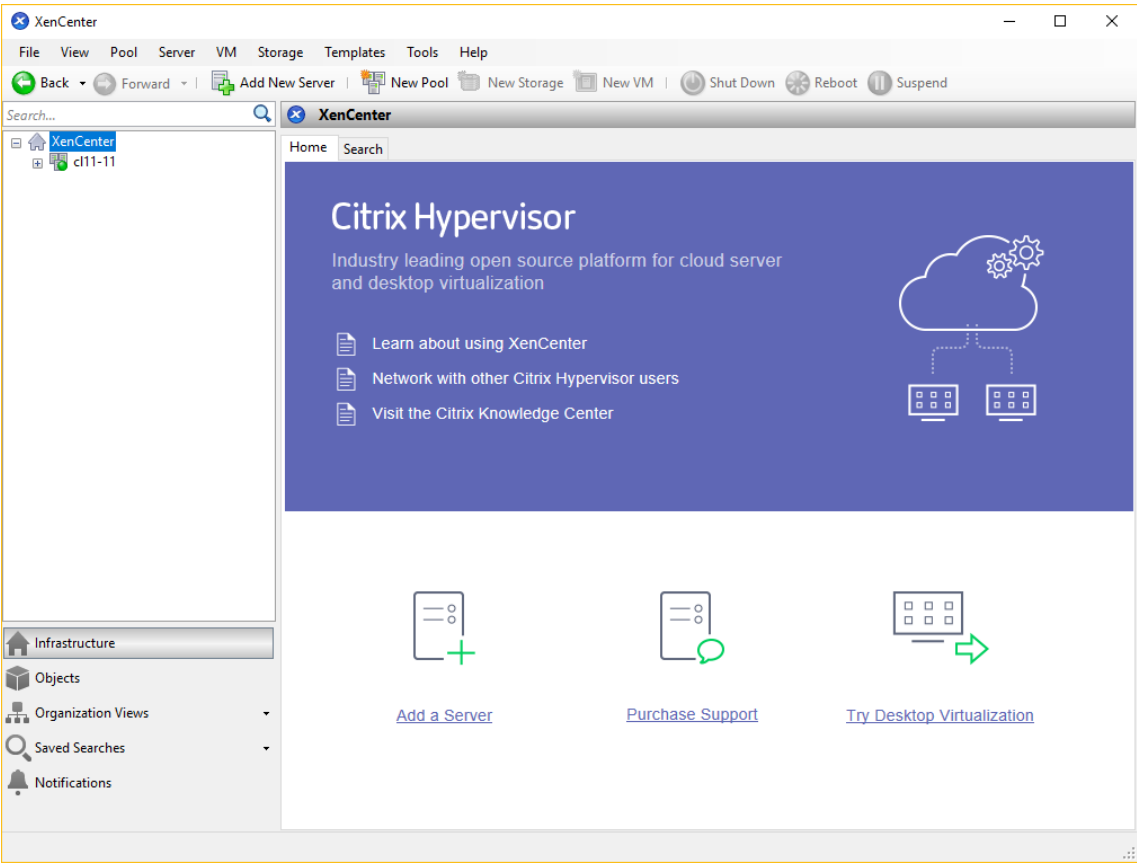 XenCenter
File View Pool Server VM Storage Templates Tools Help
Back Forward Add New Server New Pool New Storage New VM Shut Down Reboot Suspend
Search...
XenCenter
cl11-11
Infrastructure
Objects
Organization Views
Saved Searches
Notifications
XenCenter
Home Search
Citrix Hypervisor
Industry leading open source platform for cloud server
and desktop virtualization
Learn about using XenCenter
Network with other Citrix Hypervisor users
Visit the Citrix Knowledge Center
Add a Server
Purchase Support
Try Desktop Virtualization